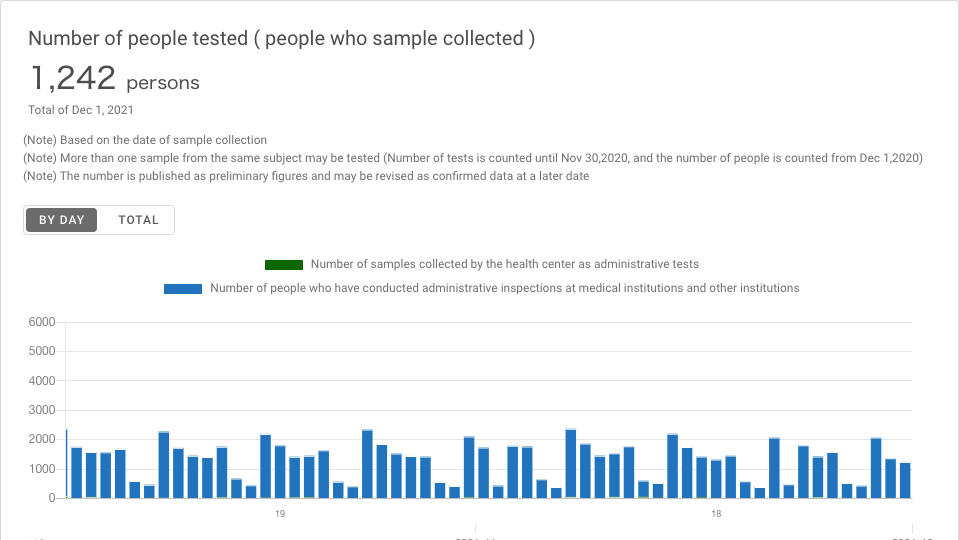 Number of people tested ( people who sample collected )
1,242 persons
Total of Dec 1, 2021
(Note) Based on the date of sample collection
(Note) More than one sample from the same subject may be tested (Number of tests is counted until Nov 30,2020, and the number of people is counted from Dec 1,2020)
(Note) The number is published as preliminary figures and may be revised as confirmed data at a later date
BY DAY TOTAL
Number of samples collected by the health center as administrative tests
Number of people who have conducted administrative inspections at medical institutions and other institutions
6000
5000
4000
3000
2000
1000
0
19 18